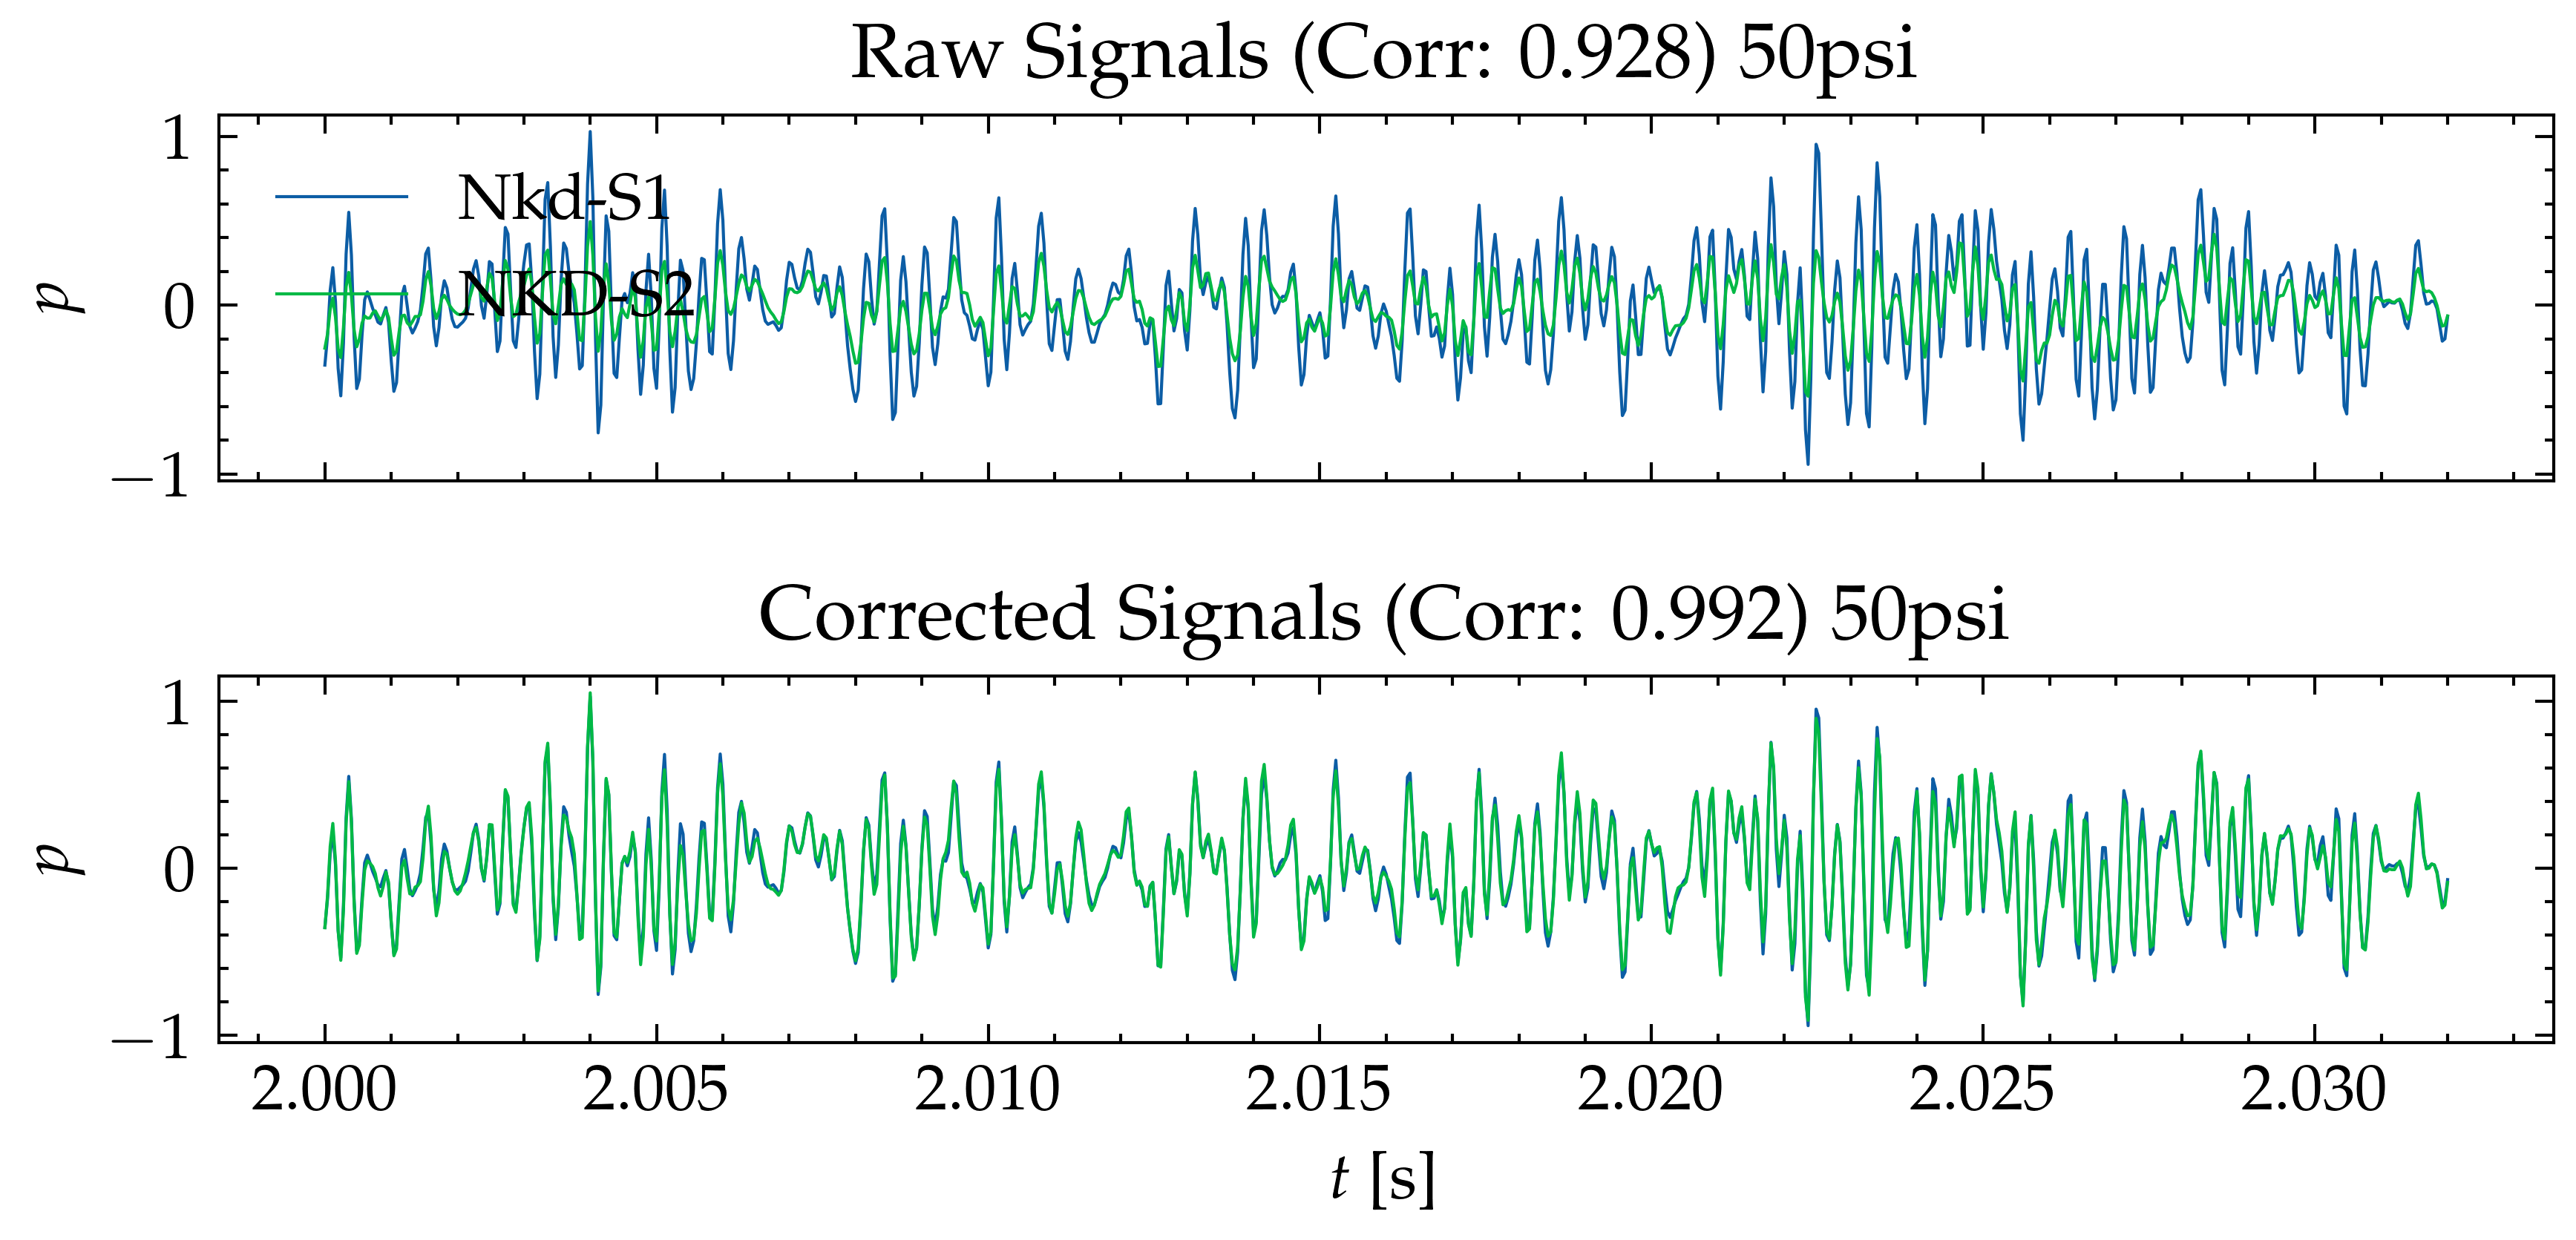 Raw Signals (Corr: 0.928) 50psi
1
Nkd-S1
NKD-S2
p
0
−1
Corrected Signals (Corr: 0.992) 50psi
1
p
0
−1
2.000 2.005 2.010 2.015 2.020 2.025 2.030
t [s]